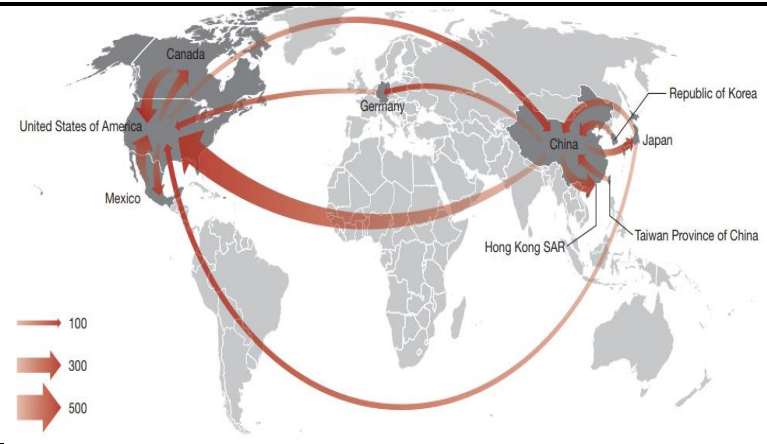 Canada
Republic of Korea
Germany
United States of America
China
Japan
Mexico
Taiwan Province of China
Hong Kong SAR
100
300
500